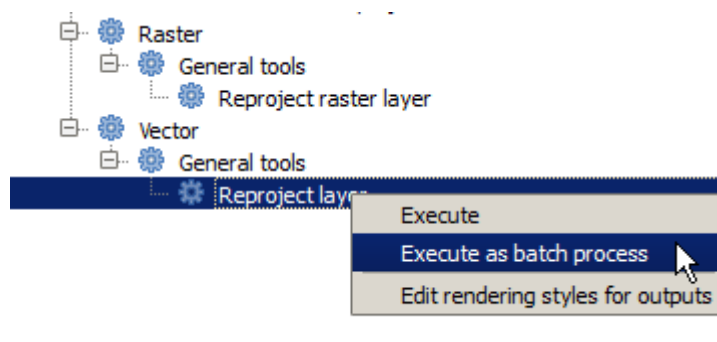 Raster
General tools
Reproject raster layer
Vector
General tools
Reproject layer
Execute
Execute as batch process
Edit rendering styles for outputs